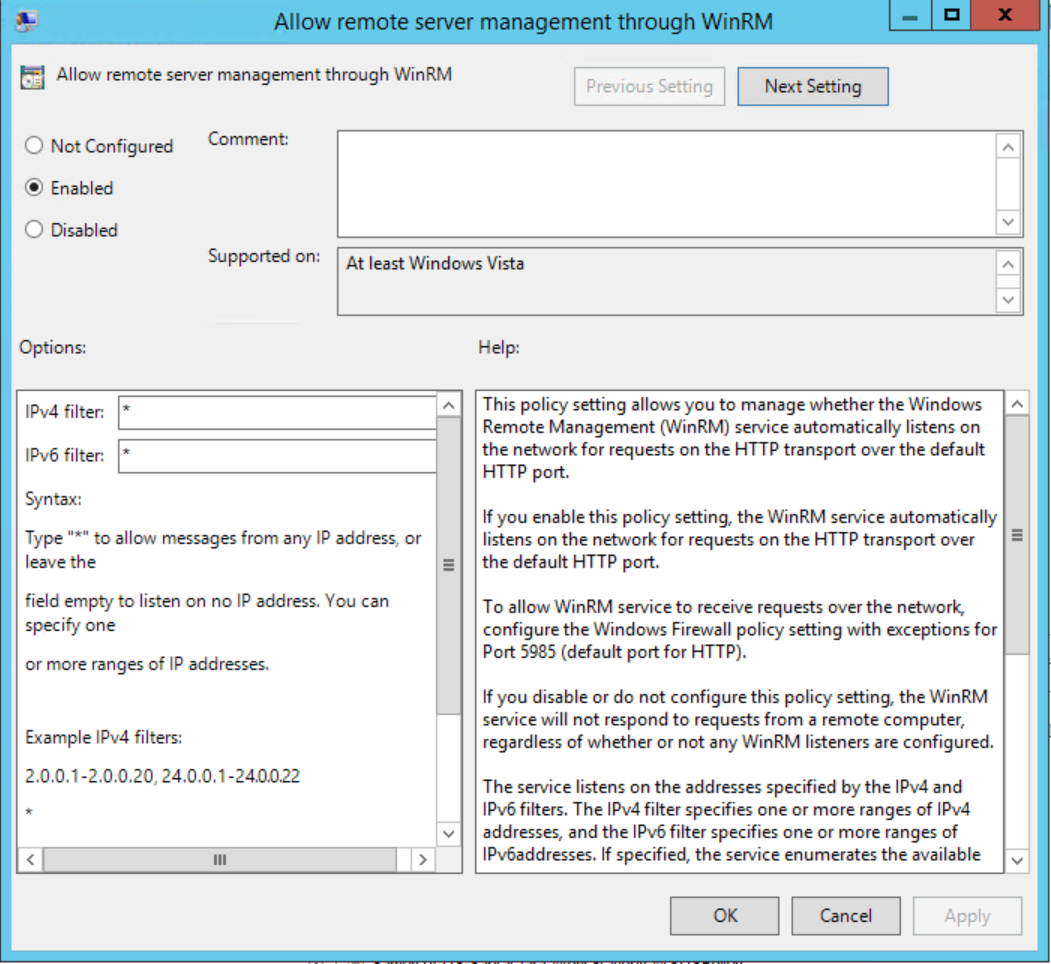 Allow remote server management through WinRM
Allow remote server management through WinRM
Previous Setting
Next Setting
Not Configured
Enabled
Disabled
Comment:
Supported on:
At least Windows Vista
Options:
Help:
IPv4 filter:
*
IPv6 filter:
*
Syntax:
Type "*" to allow messages from any IP address, or
leave the
field empty to listen on no IP address. You can
specify one
or more ranges of IP addresses.
Example IPv4 filters:
2.0.0.1-2.0.0.20, 24.0.0.1-24.0.0.22
*
This policy setting allows you to manage whether the Windows
Remote Management (WinRM) service automatically listens on
the network for requests on the HTTP transport over the default
HTTP port.
If you enable this policy setting, the WinRM service automatically
listens on the network for requests on the HTTP transport over
the default HTTP port.
To allow WinRM service to receive requests over the network,
configure the Windows Firewall policy setting with exceptions for
Port 5985 (default port for HTTP).
If you disable or do not configure this policy setting, the WinRM
service will not respond to requests from a remote computer,
regardless of whether or not any WinRM listeners are configured.
The service listens on the addresses specified by the IPv4 and
IPv6 filters. The IPv4 filter specifies one or more ranges of IPv4
addresses, and the IPv6 filter specifies one or more ranges of
IPv6addresses. If specified, the service enumerates the available
OK
Cancel
Apply